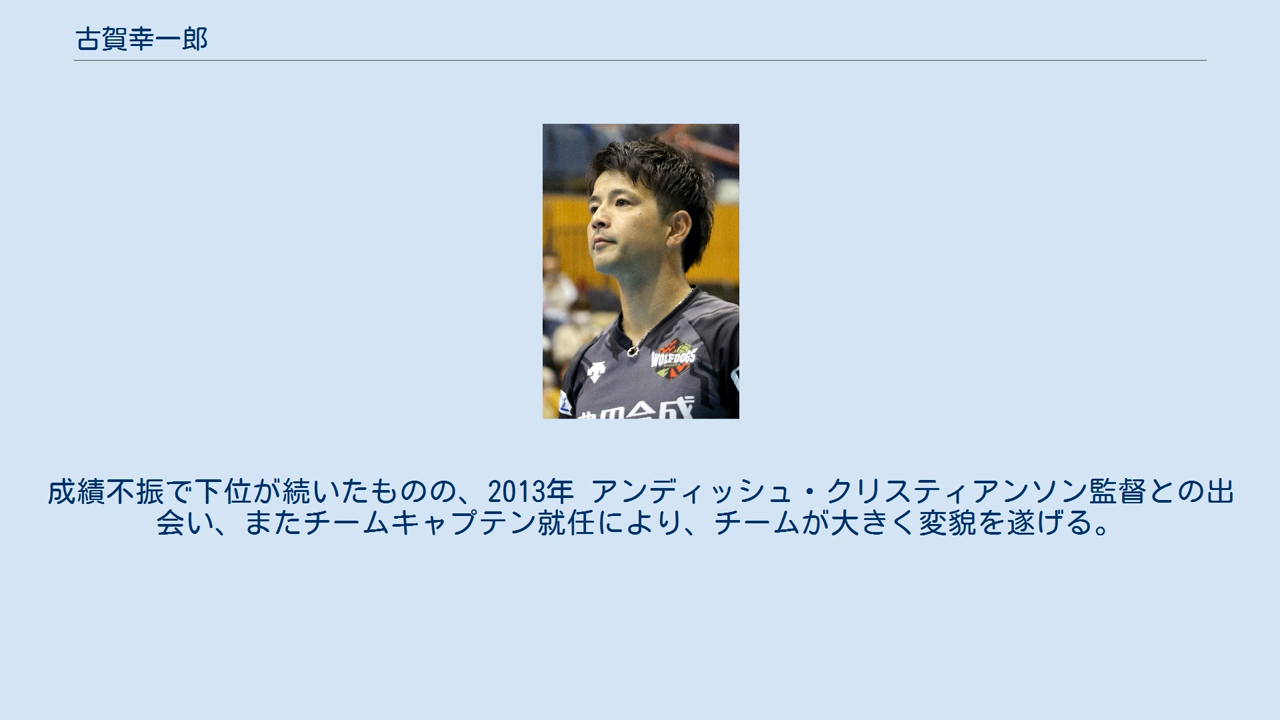 古賀幸一郎
WOLFDOGS
豊田合成
成績不振で下位が続いたものの、2013年 アンディッシュ・クリスティアンソン監督との出
会い、またチームキャプテン就任により、チームが大きく変貌を遂げる。